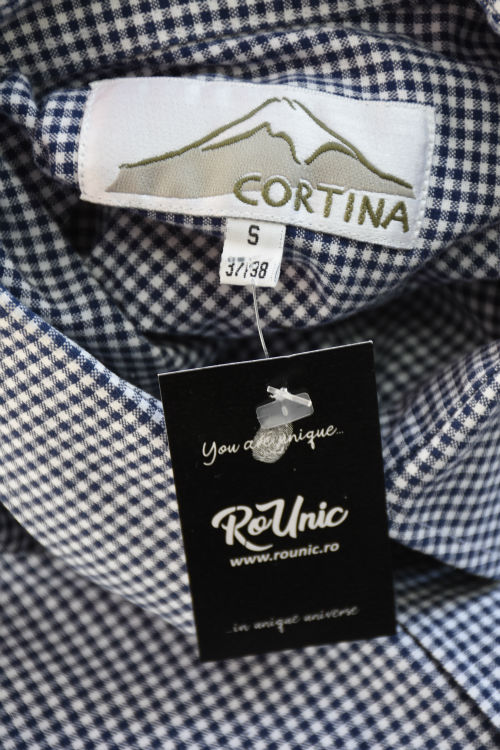 CORTINA
S
37/38
You are unique...
RoUnic
www.rounic.ro
...in unique universe